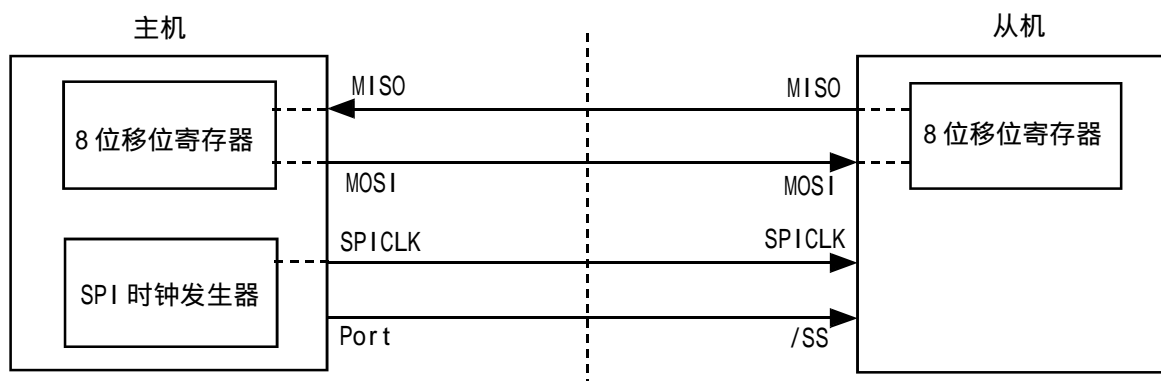 主机
从机
MISO
MISO
8 位移位寄存器
8 位移位寄存器
MOSI
MOSI
SPICLK
SPICLK
SPI 时钟发生器
Port
/SS